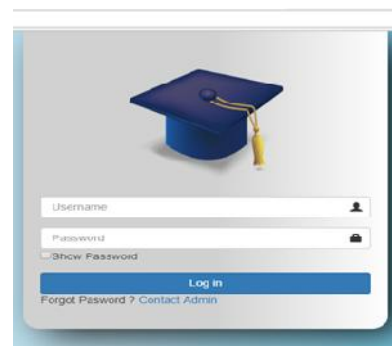 Username
Password
Show Password
Log in
Forgot Pasword ? Contact Admin